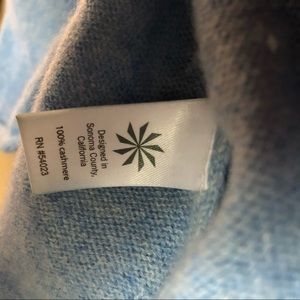 Designed in
Sonoma County,
California
100% cashmere
RN #54023